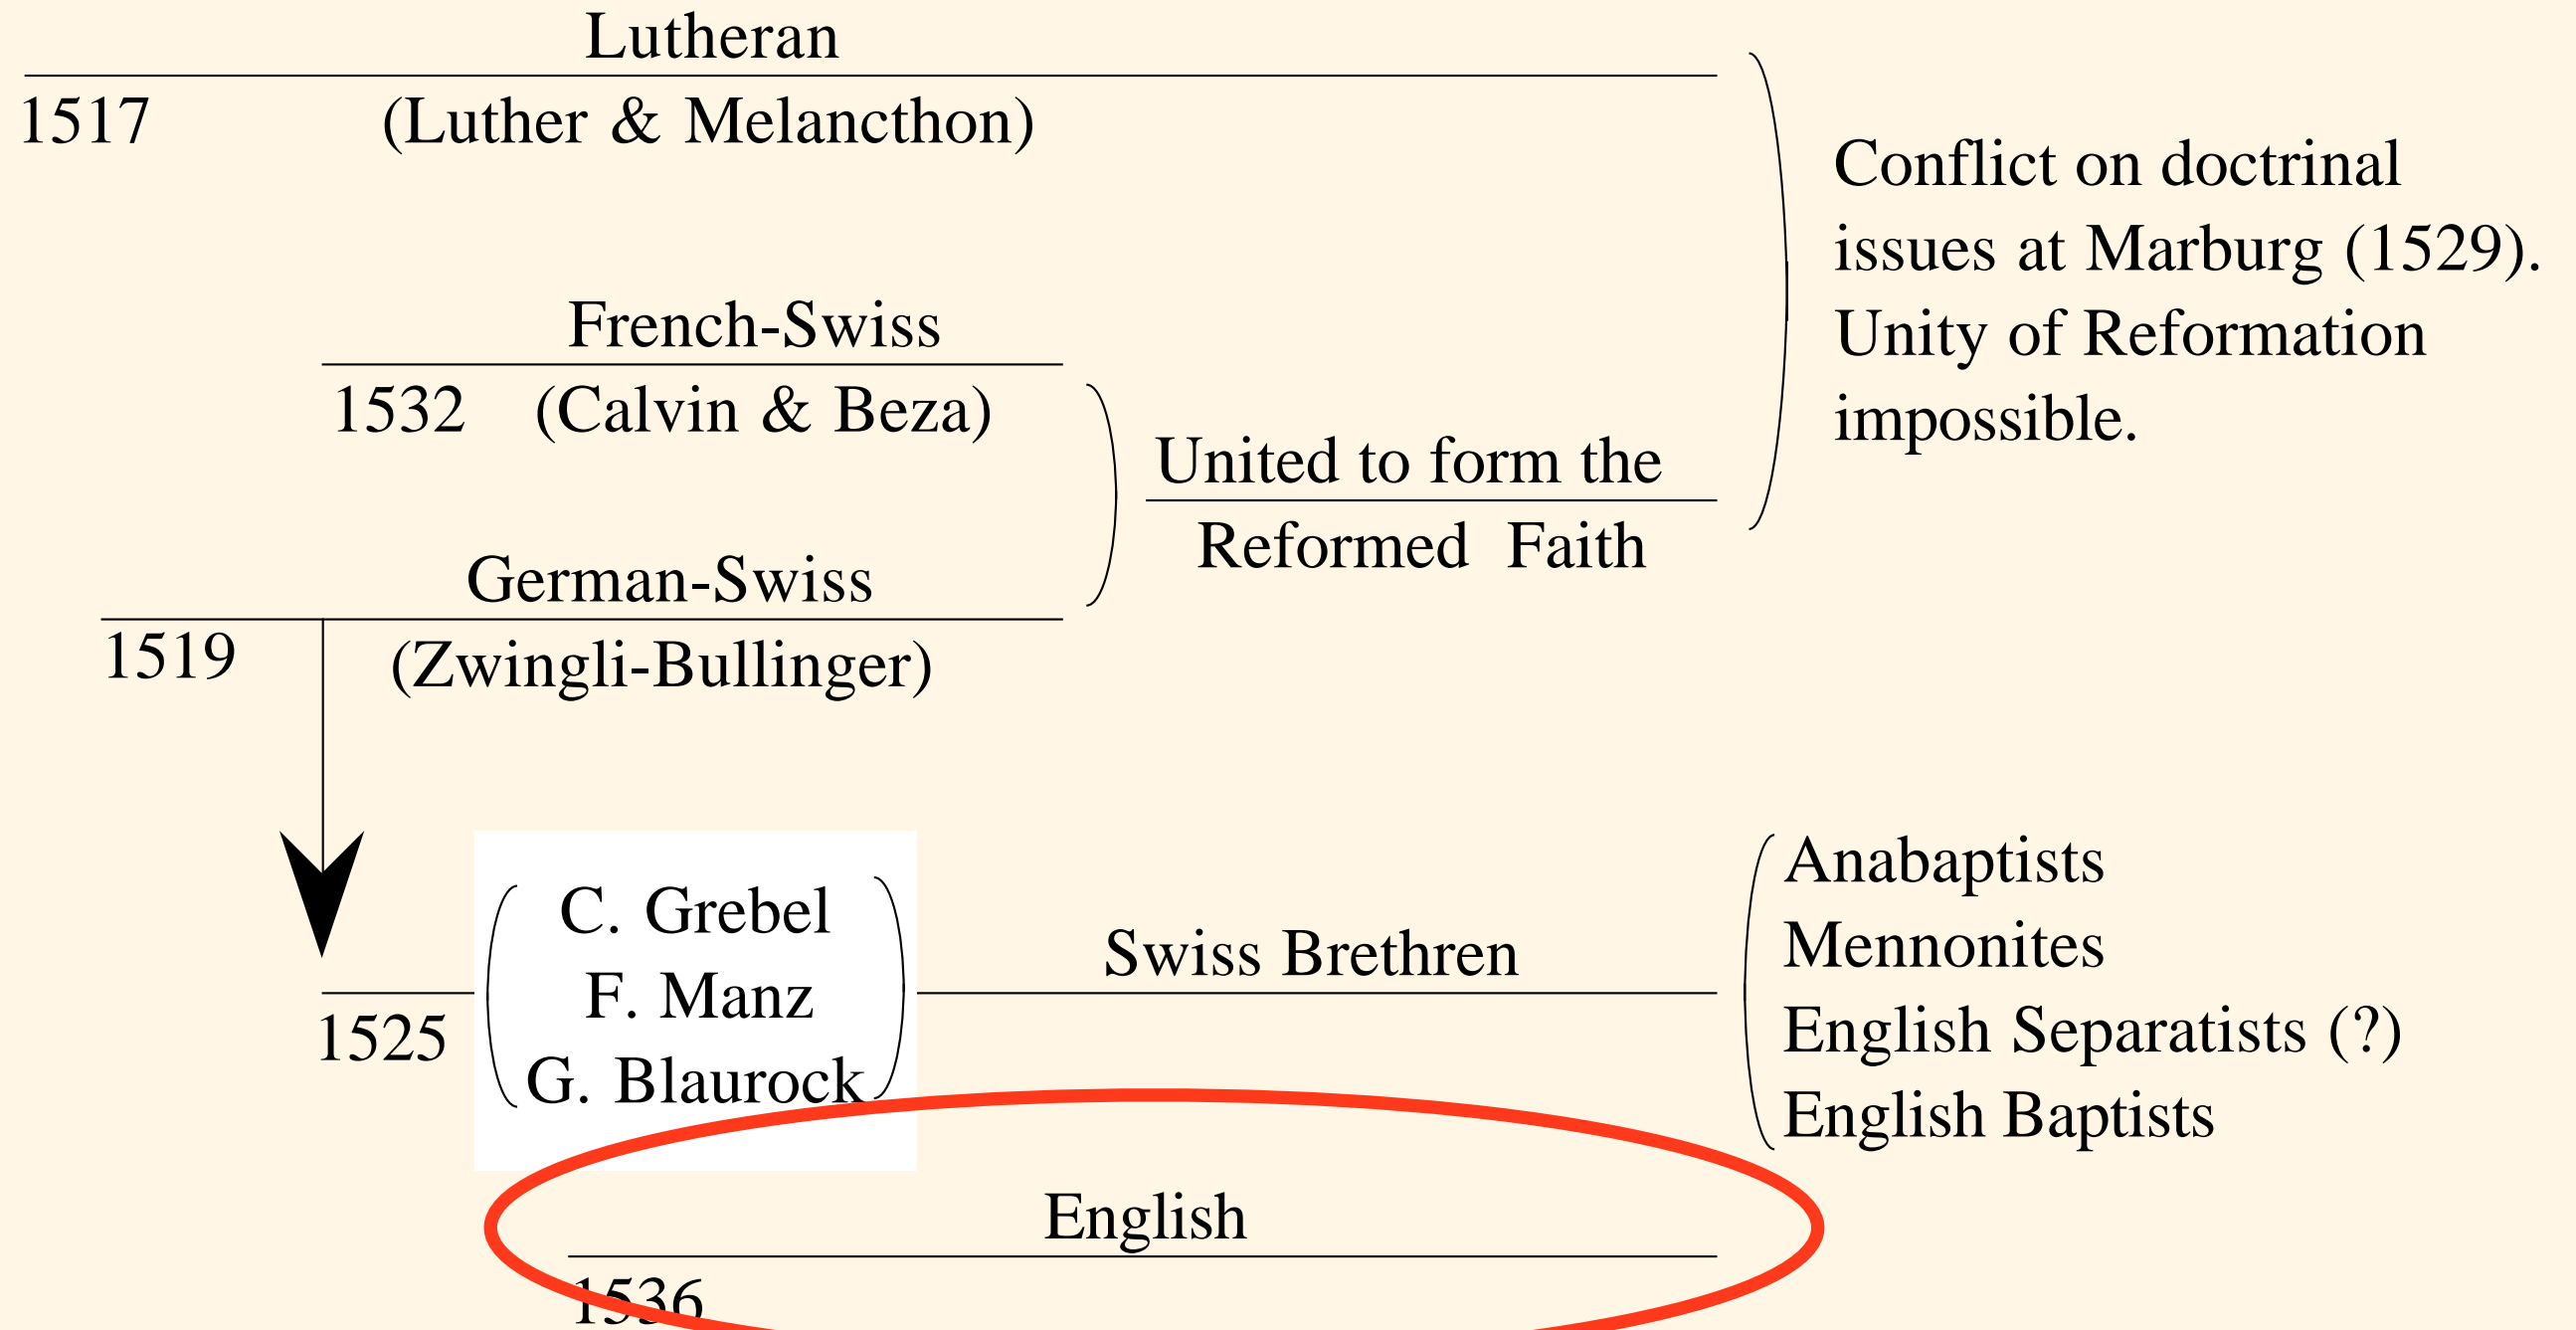 Lutheran
1517 (Luther & Melancthon)
Conflict on doctrinal
issues at Marburg (1529).
Unity of Reformation
impossible.
French-Swiss
1532 (Calvin & Beza)
United to form the
Reformed Faith
German-Swiss
1519 (Zwingli-Bullinger)
C. Grebel
F. Manz
G. Blaurock
1525
Swiss Brethren
Anabaptists
Mennonites
English Separatists (?)
English Baptists
English
1536